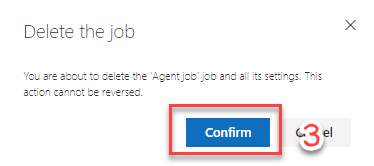 Delete the job
You are about to delete the 'Agent job' job and all its settings. This
action cannot be reversed.
Confirm
3